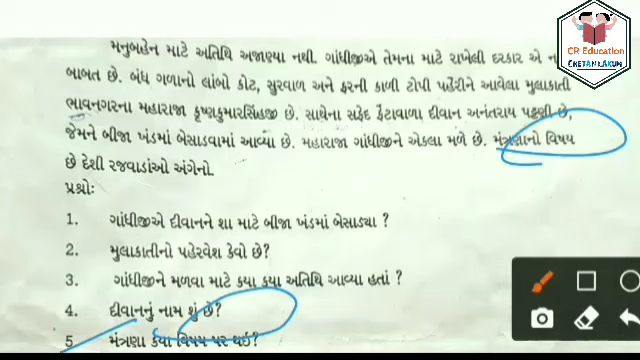 CR Education
CHETAN LAKUM
મનુબહેન માટે અતિથિ અજાણ્યા નથી. ગાંધીજીએ તેમના માટે રાખેલી દરકાર એ ન
બાબત છે. બંધ ગળાનો લાંબો કોટ, સુરવાળ અને ફરની કાળી ટોપી પહેરીને આવેલા મુલાકાતી
ભાવનગરના મહારાજા કૃષ્ણકુમારસિંહજી છે. સાથેના સફેદ ફેંટાવાળા દીવાન અનંતરાય પટ્ટણી છે,
જેમને બીજા ખંડમાં બેસાડવામાં આવ્યા છે. મહારાજા ગાંધીજીને એકલા મળે છે. મંત્રણાનો વિષય
છે દેશી રજવાડાંઓ અંગેનો.
પ્રશ્નોઃ
1. ગાંધીજીએ દીવાનને શા માટે બીજા ખંડમાં બેસાડ્યા ?
2. મુલાકાતીનો પહેરવેશ કેવો છે?
3. ગાંધીજીને મળવા માટે ક્યા ક્યા અતિથિ આવ્યા હતાં ?
4. દીવાનનું નામ શું છે?
5. મંત્રણા કેવા વિષય પર થઈ?